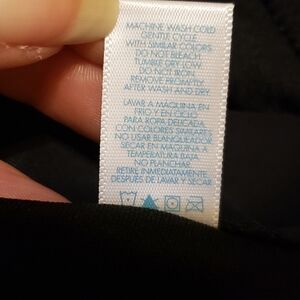 MACHINE WASH COLD
GENTLE CYCLE
WITH SIMILAR COLORS
DO NOT BLEACH
TUMBLE DRY LOW
DO NOT IRON
REMOVE PROMPTLY
AFTER WASH AND DRY
LAVAR A MAQUINA EN
FRIO Y EN CICLO
PARA ROPA DELICADA
CON COLORES SIMILARES
NO USAR BLANQUEADOR
SECAR EN MAQUINA A
TEMPERATURA BAJA
NO PLANCHAR
RETIRE INMEDIATAMENTE
DESPUES DE LAVAR Y SECAR